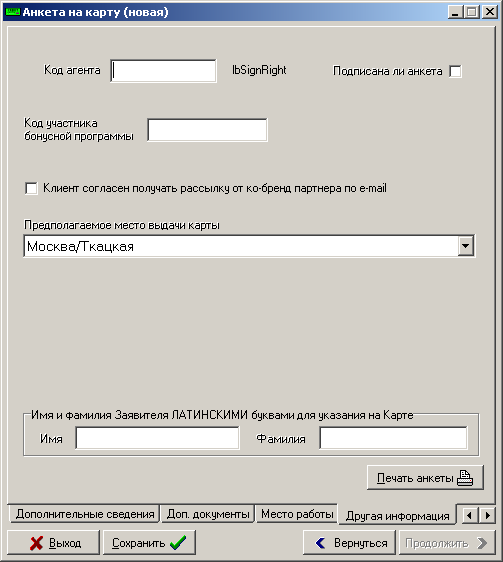 Анкета на карту (новая)
Код агента
lbSignRight
Подписана ли анкета
Код участника
бонусной программы
Клиент согласен получать рассылку от ко-бренд партнера по e-mail
Предполагаемое место выдачи карты
Москва/Ткацкая
Имя и фамилия Заявителя ЛАТИНСКИМИ буквами для указания на Карте
Имя
Фамилия
Печать анкеты
Дополнительные сведения
Доп. документы
Место работы
Другая информация
Выход
Сохранить
Вернуться
Продолжить